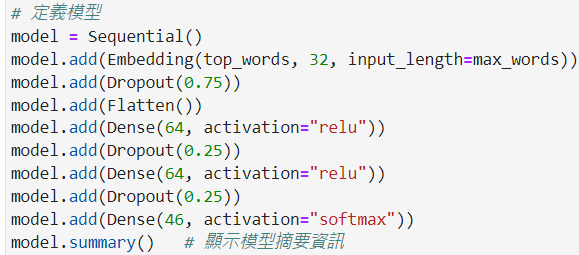 # 定義模型
model = Sequential()
model.add(Embedding(top_words, 32, input_length=max_words))
model.add(Dropout(0.75))
model.add(Flatten())
model.add(Dense(64, activation="relu"))
model.add(Dropout(0.25))
model.add(Dense(64, activation="relu"))
model.add(Dropout(0.25))
model.add(Dense(46, activation="softmax"))
model.summary()   # 顯示模型摘要資訊